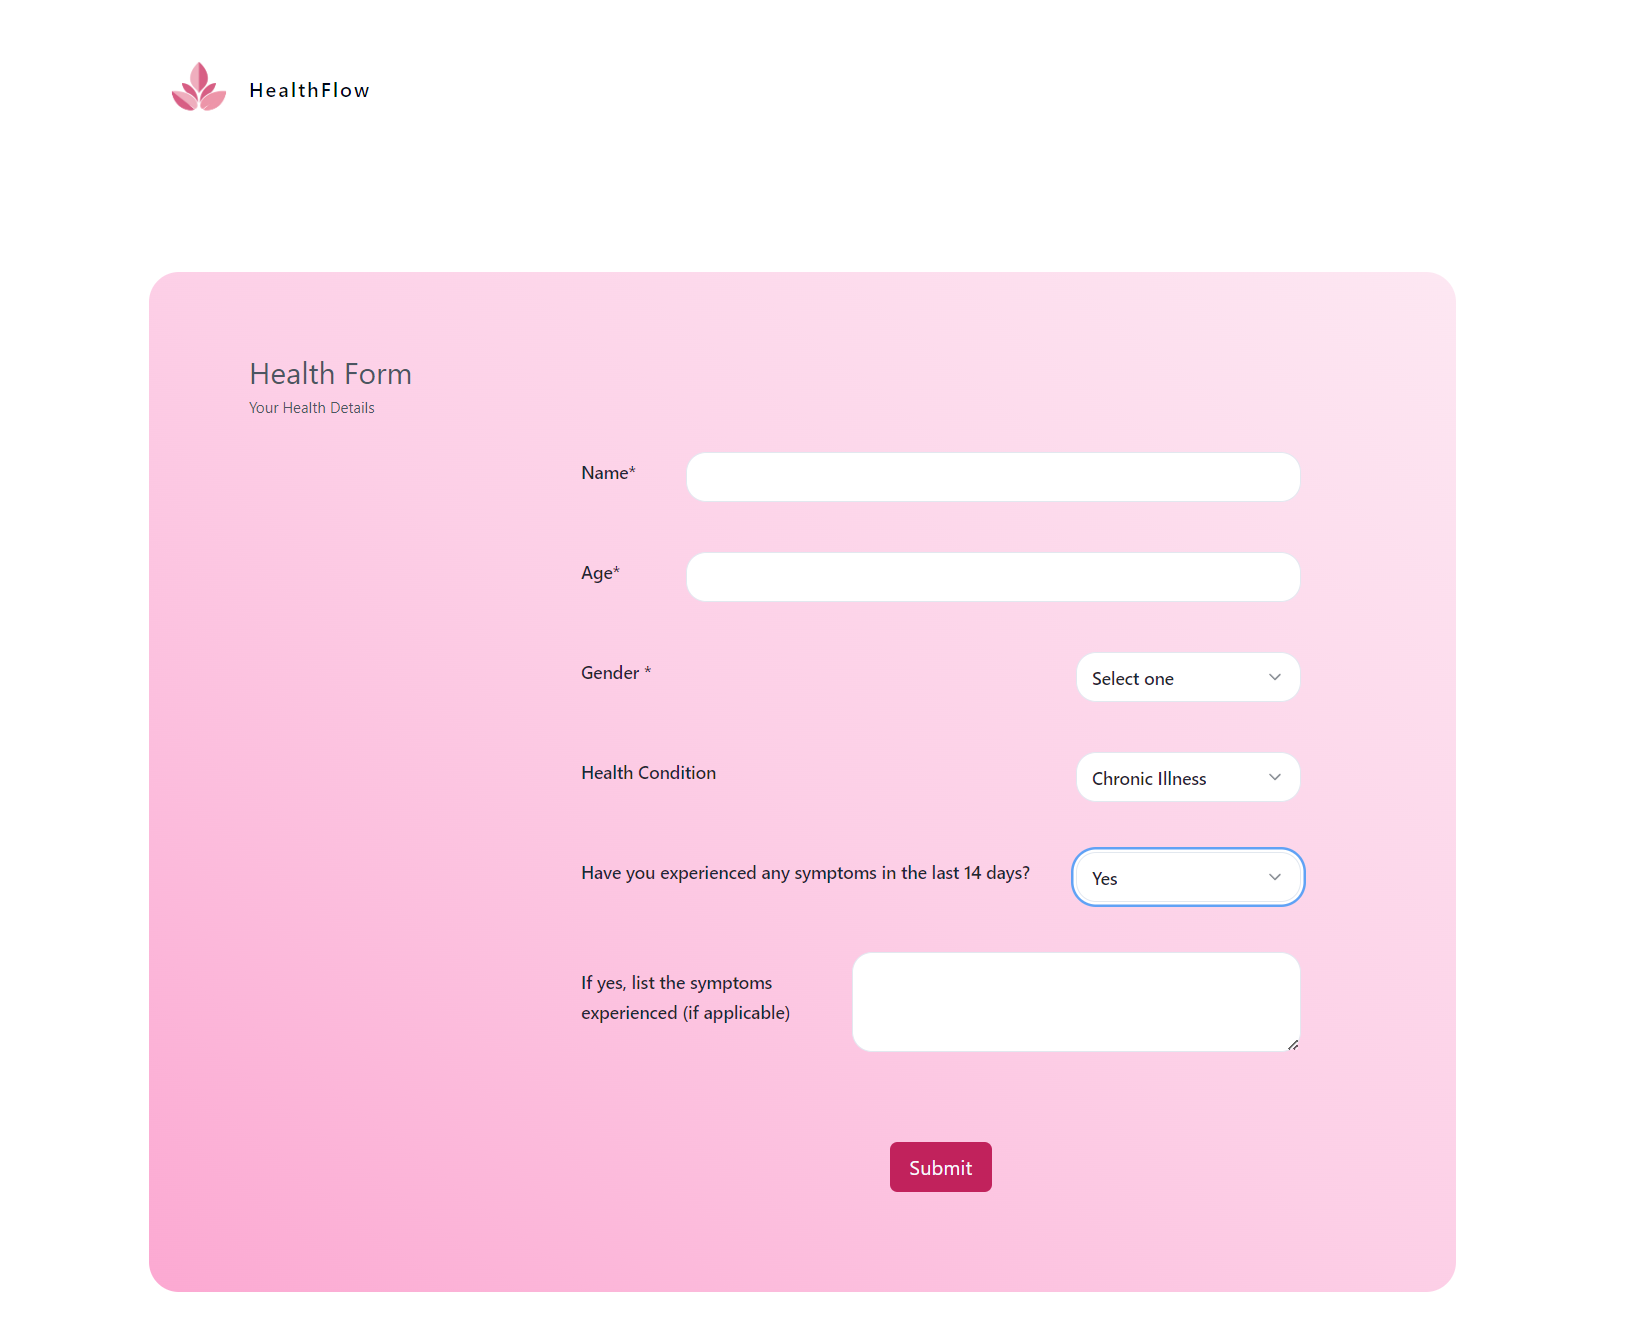 HealthFlow
Health Form
Your Health Details
Name*
Age*
Gender *
Select one
Health Condition
Chronic Illness
Have you experienced any symptoms in the last 14 days?
Yes
If yes, list the symptoms
experienced (if applicable)
Submit